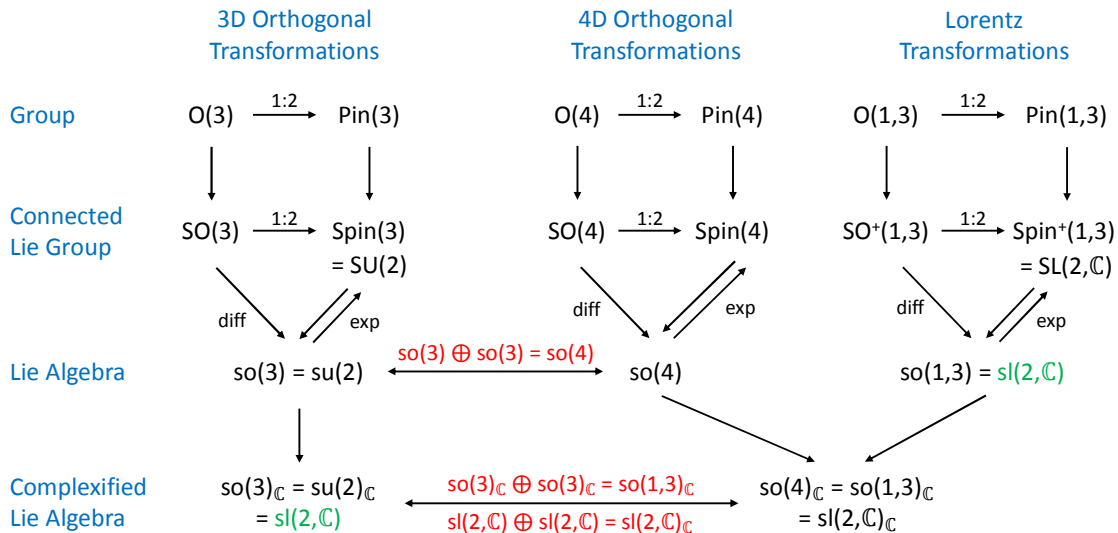 3D Orthogonal
Transformations
4D Orthogonal
Transformations
Lorentz
Transformations
Group
O(3)
1:2
Pin(3)
O(4)
1:2
Pin(4)
O(1,3)
1:2
Pin(1,3)
Connected
Lie Group
SO(3)
1:2
Spin(3)
= SU(2)
SO(4)
1:2
Spin(4)
SO⁺(1,3)
1:2
Spin⁺(1,3)
= SL(2,ℂ)
diff
exp
diff
exp
diff
exp
Lie Algebra
so(3) = su(2)
so(3) ⊕ so(3) = so(4)
so(4)
so(1,3) = sl(2,ℂ)
Complexified
Lie Algebra
so(3)ℂ = su(2)ℂ
= sl(2,ℂ)
so(3)ℂ ⊕ so(3)ℂ = so(1,3)ℂ
sl(2,ℂ) ⊕ sl(2,ℂ) = sl(2,ℂ)ℂ
so(4)ℂ = so(1,3)ℂ
= sl(2,ℂ)ℂ